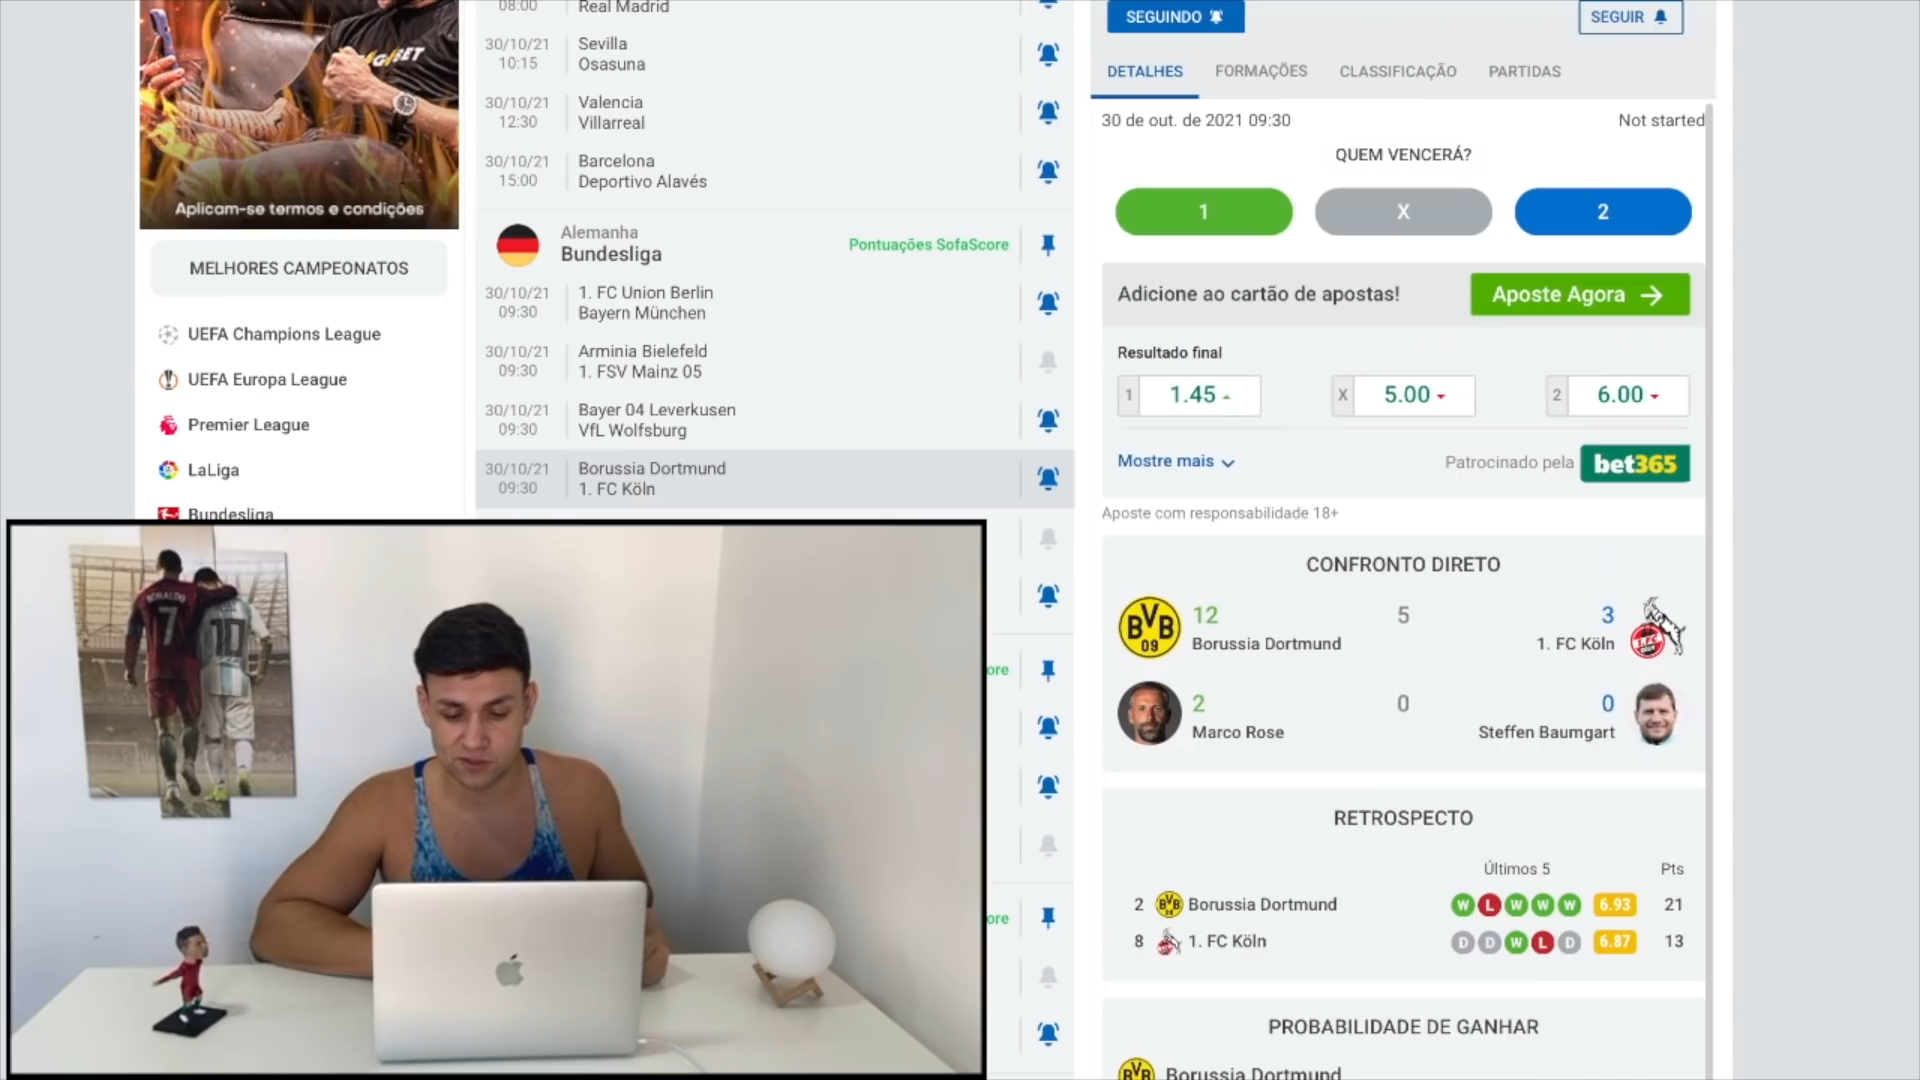 Aplicam-se termos e condições
MELHORES CAMPEONATOS
UEFA Champions League
UEFA Europa League
Premier League
LaLiga
Bundesliga
08:00 Real Madrid
30/10/21 Sevilla
10:15 Osasuna
30/10/21 Valencia
12:30 Villarreal
30/10/21 Barcelona
15:00 Deportivo Alavés
Alemanha
Bundesliga
Pontuações SofaScore
30/10/21 1. FC Union Berlin
09:30 Bayern München
30/10/21 Arminia Bielefeld
09:30 1. FSV Mainz 05
30/10/21 Bayer 04 Leverkusen
09:30 VfL Wolfsburg
30/10/21 Borussia Dortmund
09:30 1. FC Köln
ore
ore
RONALDO
7
10
SEGUINDO
SEGUIR
DETALHES FORMAÇÕES CLASSIFICAÇÃO PARTIDAS
30 de out. de 2021 09:30 Not started
QUEM VENCERÁ?
1 X 2
Adicione ao cartão de apostas! Aposte Agora →
Resultado final
1 1.45 X 5.00 2 6.00
Mostre mais Patrocinado pela bet365
Aposte com responsabilidade 18+
CONFRONTO DIRETO
BVB 09
12 5 3
Borussia Dortmund 1. FC Köln
2 0 0
Marco Rose Steffen Baumgart
RETROSPECTO
Últimos 5 Pts
2 Borussia Dortmund W L W W W 6.93 21
8 1. FC Köln D D W L D 6.87 13
PROBABILIDADE DE GANHAR
Borussia Dortmund